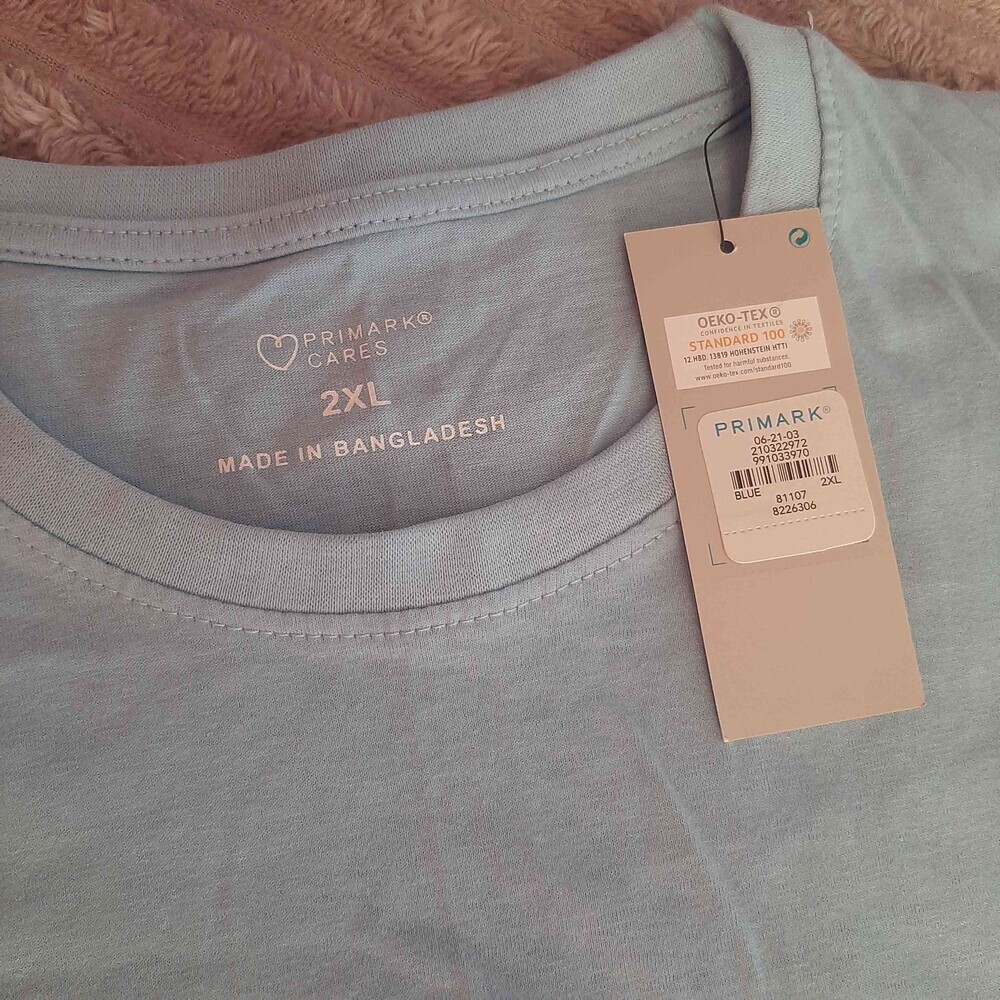 PRIMARK®
CARES
2XL
MADE IN BANGLADESH
OEKO-TEX®
CONFIDENCE IN TEXTILES
STANDARD 100
12.HBD. 13819 HOHENSTEIN HTTI
Tested for harmful substances.
www.oeko-tex.com/standard100
PRIMARK®
06-21-03
210322972
991033970
BLUE 2XL
81107
8226306